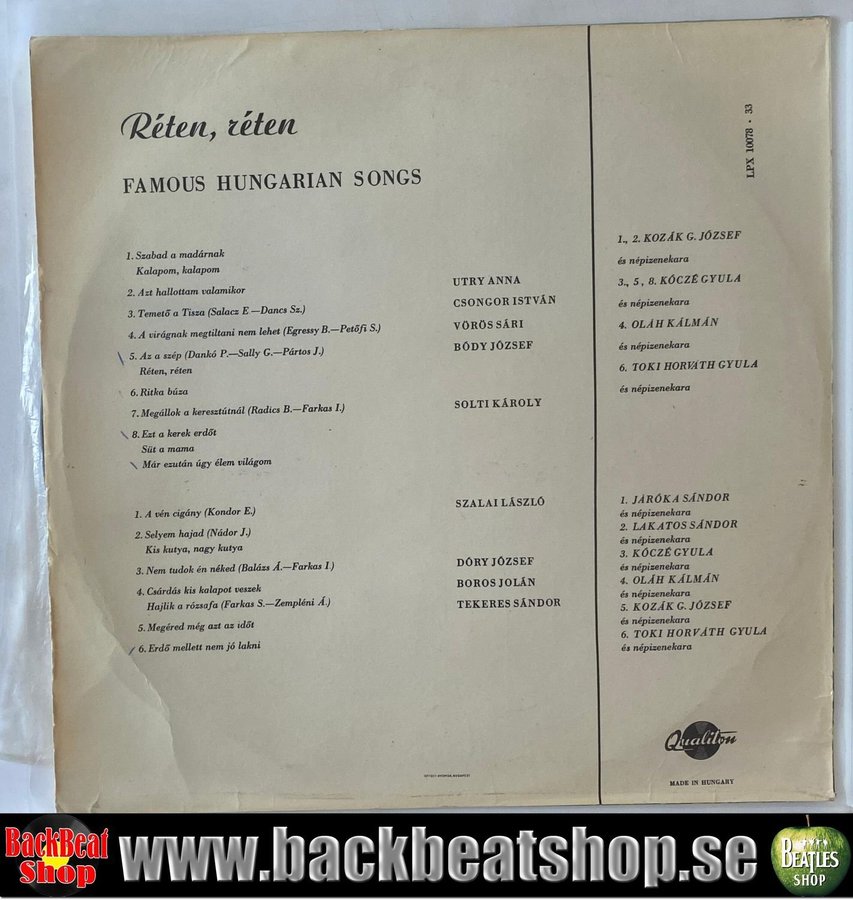 Réten, réten
FAMOUS HUNGARIAN SONGS
1. Szabad a madárnak
Kalapom, kalapom
2. Azt hallottam valamikor UTRY ANNA
3. Temető a Tisza (Salacz E —Dancs Sz.) CSONGOR ISTVÁN
4. A virágnak megtiltani nem lehet (Egressy B.—Petőfi S.) VÖRÖS SÁRI
5. Az a szép (Dankó P.—Sally G.—Pártos J.) BÓDY JÓZSEF
Réten, réten
6. Ritka búza
7. Megállok a keresztútnál (Radics B.—Farkas I.) SOLTI KÁROLY
8. Ezt a kerek erdőt
Süt a mama
Már ezután úgy élem világom
1. A vén cigány (Kondor E.) SZALAI LÁSZLÓ
2. Selyem hajad (Nádor J.)
Kis kutya, nagy kutya
3. Nem tudok én néked (Balázs Á.—Farkas I.) DÓRY JÓZSEF
4. Csárdás kis kalapot veszek BOROS JOLÁN
Hajlik a rózsafa (Farkas S.—Zempléni Á.) TEKERES SÁNDOR
5. Megéred még azt az időt
6. Erdő mellett nem jó lakni
LPX 10078 · 33
1., 2. KOZÁK G. JÓZSEF
és népizenekara
3., 5, 8. KÓCZÉ GYULA
és népizenekara
4. OLÁH KÁLMÁN
és népizenekara
6. TOKI HORVÁTH GYULA
és népizenekara
1. JÁRÓKA SÁNDOR
és népizenekara
2. LAKATOS SÁNDOR
és népizenekara
3. KÓCZÉ GYULA
és népizenekara
4. OLÁH KÁLMÁN
és népizenekara
5. KOZÁK G. JÓZSEF
és népizenekara
6. TOKI HORVÁTH GYULA
és népizenekara
Qualiton
MADE IN HUNGARY
BackBeat
Shop
www.backbeatshop.se
BEATLES
SHOP